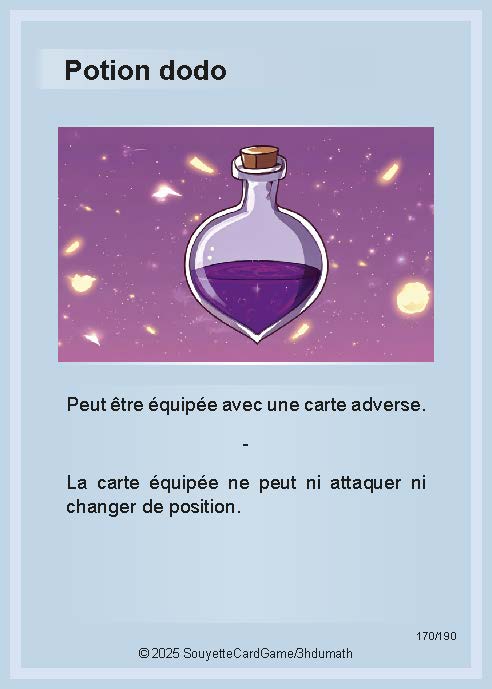 Potion dodo
Peut être équipée avec une carte adverse.
-
La carte équipée ne peut ni attaquer ni
changer de position.
170/190
© 2025 SouyetteCardGame/3hdumath